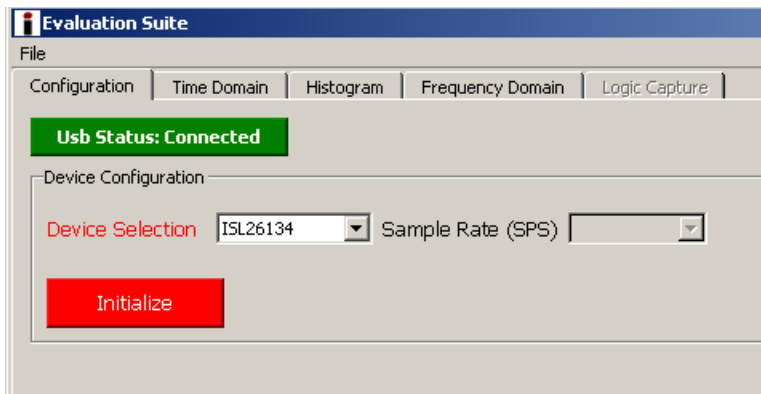 Evaluation Suite
File
Configuration Time Domain Histogram Frequency Domain Logic Capture
Usb Status: Connected
Device Configuration
Device Selection ISL26134 Sample Rate (SPS)
Initialize